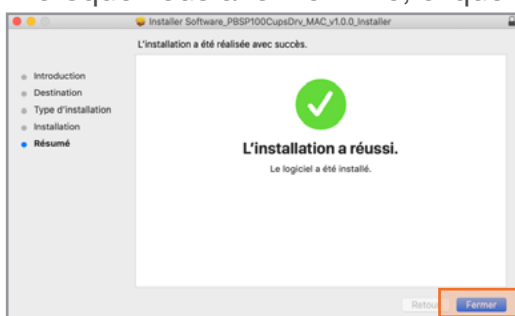 Installer Software_PBSP100CupsDrv_MAC_v1.0.0_Installer
L'installation a été réalisée avec succès.
Introduction
Destination
Type d'installation
Installation
Résumé
L'installation a réussi.
Le logiciel a été installé.
Retour
Fermer